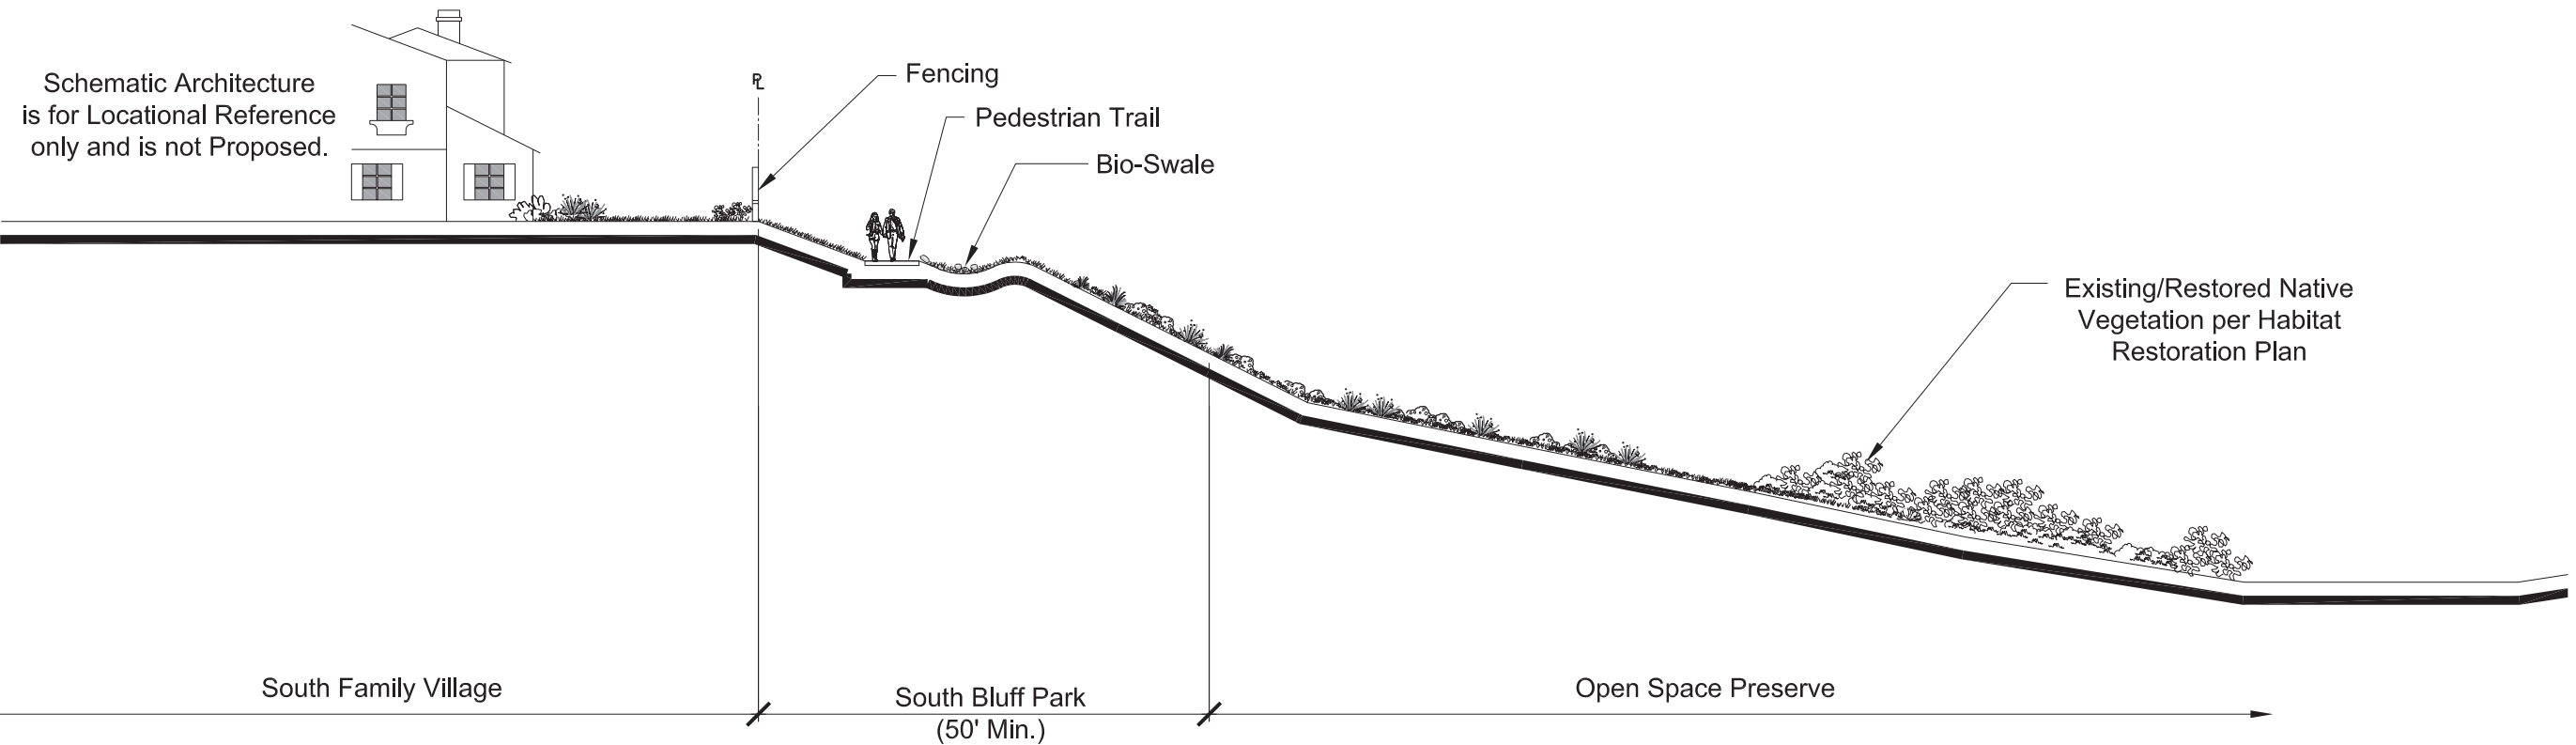 Schematic Architecture
is for Locational Reference
only and is not Proposed.
PL
Fencing
Pedestrian Trail
Bio-Swale
Existing/Restored Native
Vegetation per Habitat
Restoration Plan
South Family Village
South Bluff Park
(50' Min.)
Open Space Preserve